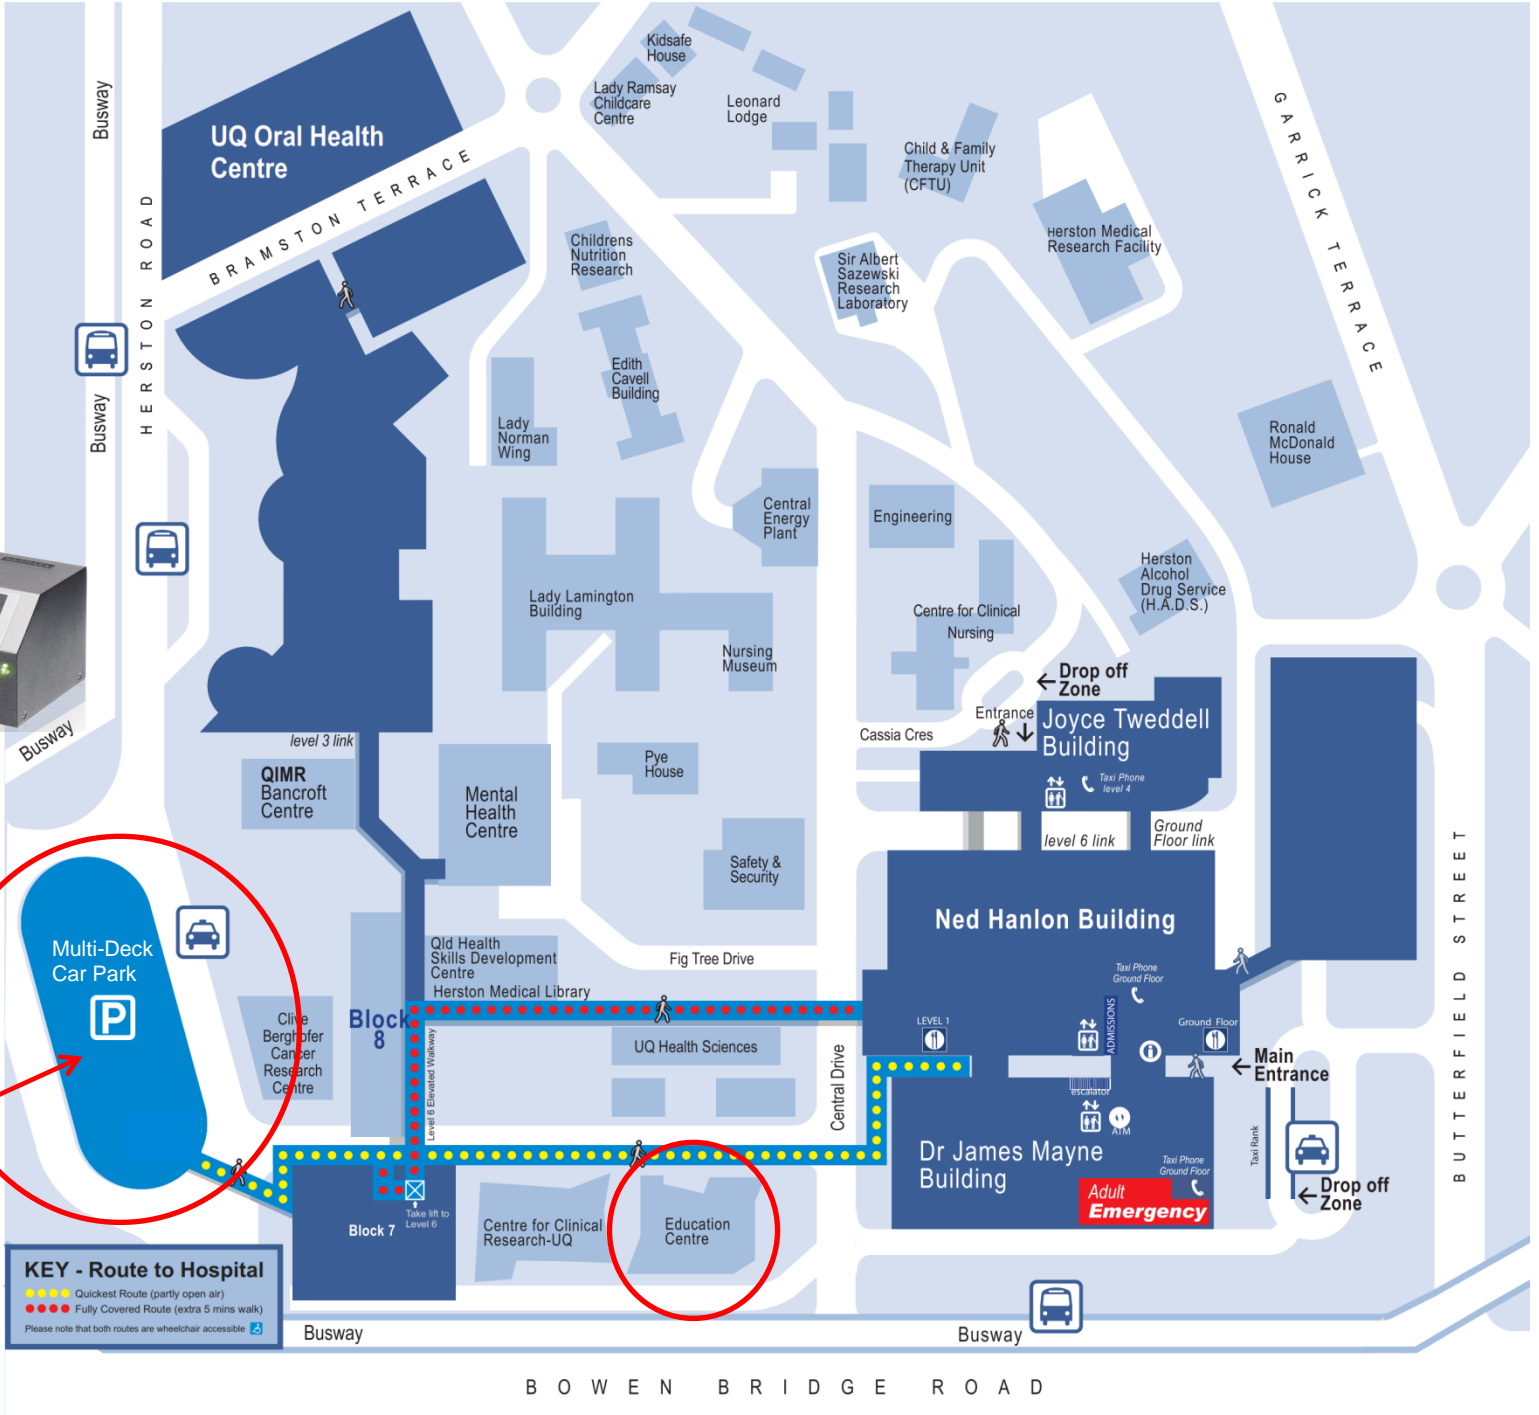 Kidsafe
House
Lady Ramsay
Childcare
Centre
Leonard
Lodge
Child & Family
Therapy Unit
(CFTU)
Busway
UQ Oral Health
Centre
BRAMSTON TERRACE
HERSTON ROAD
GARRICK TERRACE
Childrens
Nutrition
Research
Sir Albert
Sazewski
Research
Laboratory
Herston Medical
Research Facility
Edith
Cavell
Building
Lady
Norman
Wing
Busway
Ronald
McDonald
House
Central
Energy
Plant
Engineering
Herston
Alcohol
Drug Service
(H.A.D.S.)
Lady Lamington
Building
Centre for Clinical
Nursing
Nursing
Museum
Drop off
Zone
Entrance
Joyce Tweddell
Building
Cassia Cres
Taxi Phone
level 4
Busway
level 3 link
QIMR
Bancroft
Centre
Mental
Health
Centre
Pye
House
Safety &
Security
level 6 link
Ground
Floor link
BUTTERFIELD STREET
Ned Hanlon Building
Multi-Deck
Car Park
P
Qld Health
Skills Development
Centre
Herston Medical Library
Fig Tree Drive
Taxi Phone
Ground Floor
Clive
Berghofer
Cancer
Research
Centre
Block
8
Level 6 Elevated Walkway
UQ Health Sciences
Central Drive
LEVEL 1
ADMISSIONS
Ground Floor
i
Main
Entrance
escalator
ATM
Dr James Mayne
Building
Taxi Phone
Ground Floor
Adult
Emergency
Taxi Rank
Drop off
Zone
Take lift to
Level 6
Block 7
Centre for Clinical
Research-UQ
Education
Centre
KEY - Route to Hospital
Quickest Route (partly open air)
Fully Covered Route (extra 5 mins walk)
Please note that both routes are wheelchair accessible
Busway
Busway
BOWEN BRIDGE ROAD